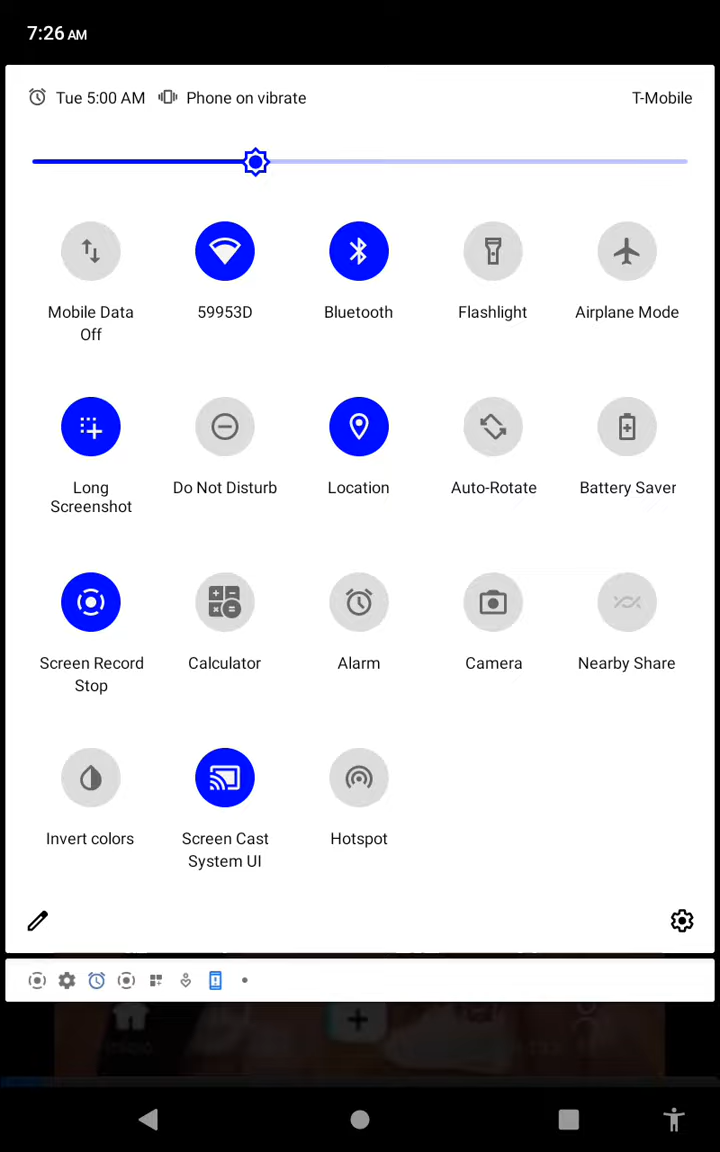 7:26 AM
Tue 5:00 AM Phone on vibrate T-Mobile
Mobile Data
Off
59953D
Bluetooth
Flashlight
Airplane Mode
Long
Screenshot
Do Not Disturb
Location
Auto-Rotate
Battery Saver
Screen Record
Stop
Calculator
Alarm
Camera
Nearby Share
Invert colors
Screen Cast
System UI
Hotspot